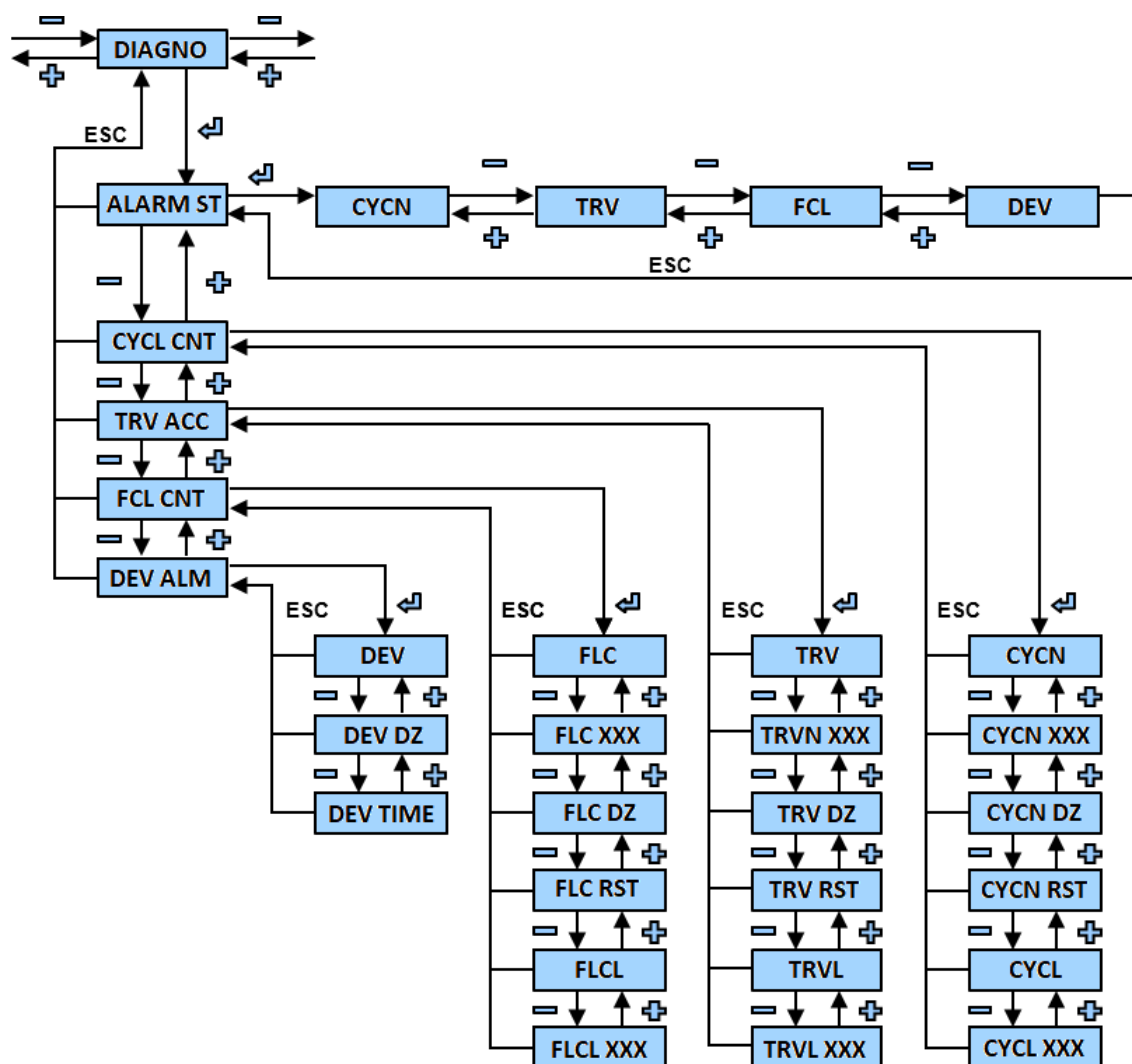 DIAGNO
ESC
ALARM ST
CYCN
TRV
FCL
DEV
ESC
CYCL CNT
TRV ACC
FCL CNT
DEV ALM
ESC
ESC
ESC
ESC
DEV
FLC
TRV
CYCN
DEV DZ
FLC XXX
TRVN XXX
CYCN XXX
DEV TIME
FLC DZ
TRV DZ
CYCN DZ
FLC RST
TRV RST
CYCN RST
FLCL
TRVL
CYCL
FLCL XXX
TRVL XXX
CYCL XXX